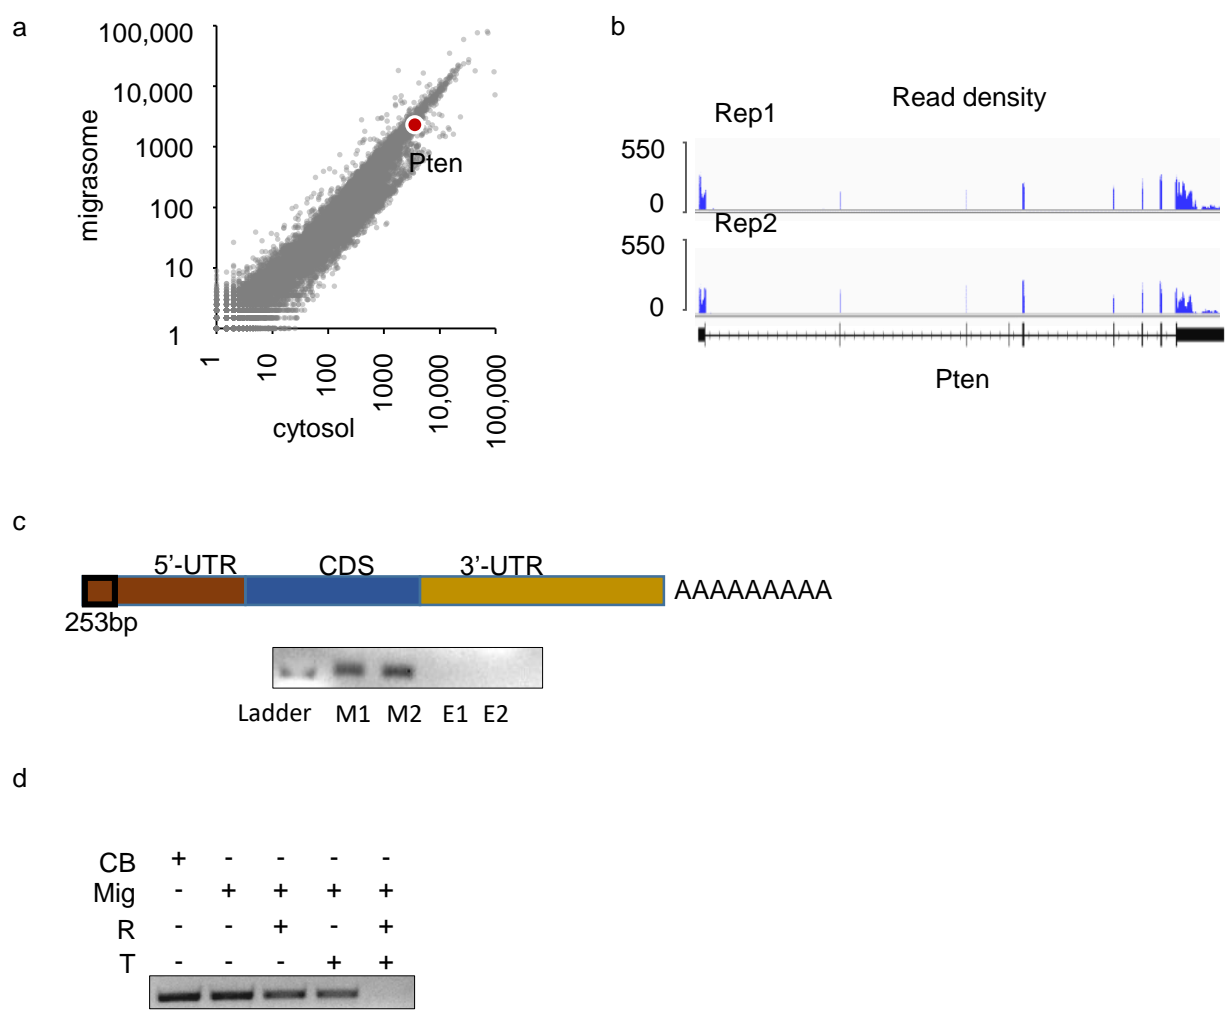 a
100,000
10,000
1000
100
10
1
migrasome
Pten
1
10
100
1000
10,000
100,000
cytosol
b
Read density
Rep1
550
0
Rep2
550
0
Pten
c
5’-UTR CDS 3’-UTR
AAAAAAAAA
253bp
Ladder M1 M2 E1 E2
d
CB + - - - -
Mig - + + + +
R - - + - +
T - - - + +